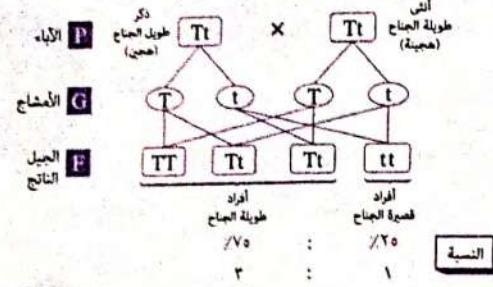 أنثى
طويلة الجناح
(هجينة)
Tt
×
Tt
ذكر
طويل الجناح
(هجين)
P الآباء
T t T t
G الأمشاج
TT Tt Tt tt
F الجيل
الناتج
أفراد
طويلة الجناح
أفراد
قصيرة الجناح
٧٥٪ : ٢٥٪
النسبة
٣ : ١